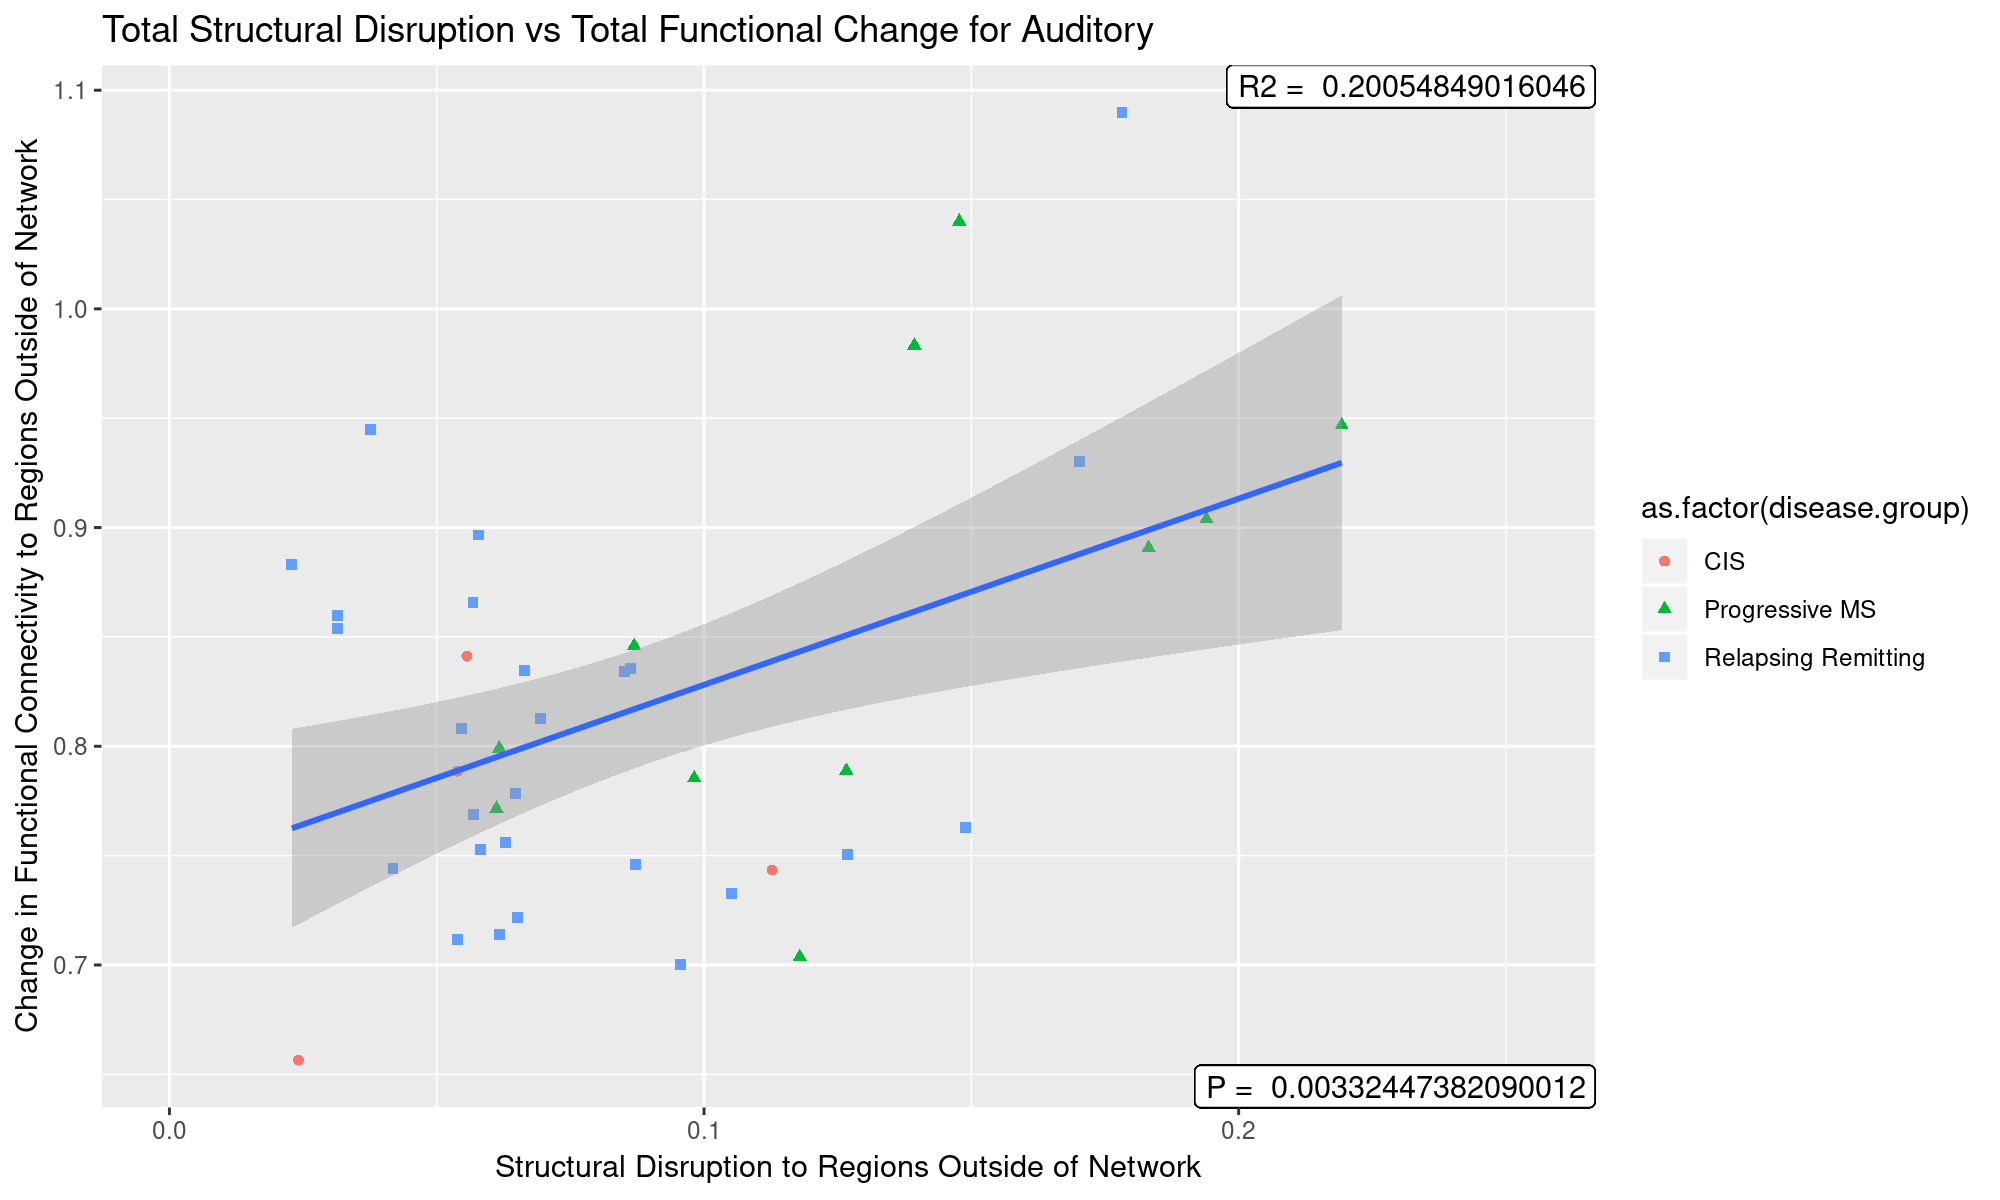 Total Structural Disruption vs Total Functional Change for Auditory
R2 =  0.20054849016046
1.1
1.0
0.9
0.8
0.7
Change in Functional Connectivity to Regions Outside of Network
as.factor(disease.group)
CIS
Progressive MS
Relapsing Remitting
P =  0.00332447382090012
0.0
0.1
0.2
Structural Disruption to Regions Outside of Network